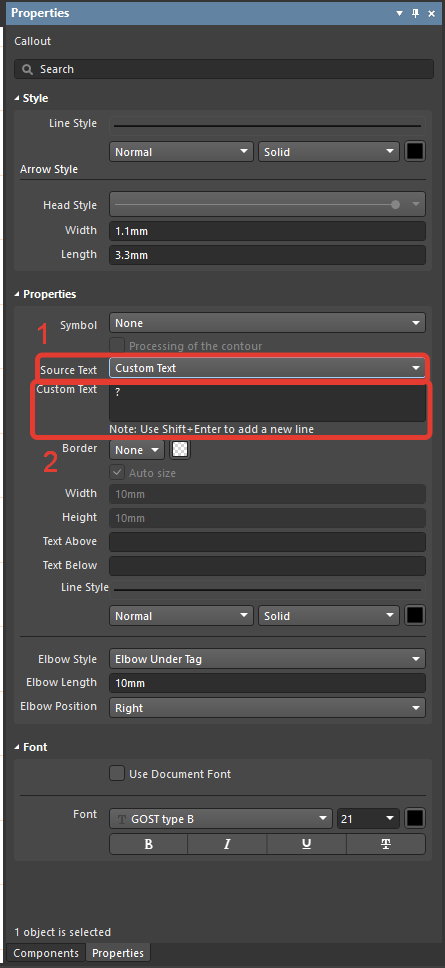 Properties
Callout
Search
Style
Line Style
Normal Solid
Arrow Style
Head Style
Width 1.1mm
Length 3.3mm
Properties
1
Symbol None
Processing of the contour
Source Text Custom Text
Custom Text ?
Note: Use Shift+Enter to add a new line
2
Border None
Auto size
Width 10mm
Height 10mm
Text Above
Text Below
Line Style
Normal Solid
Elbow Style Elbow Under Tag
Elbow Length 10mm
Elbow Position Right
Font
Use Document Font
Font T GOST type B 21
B I U T
1 object is selected
Components Properties